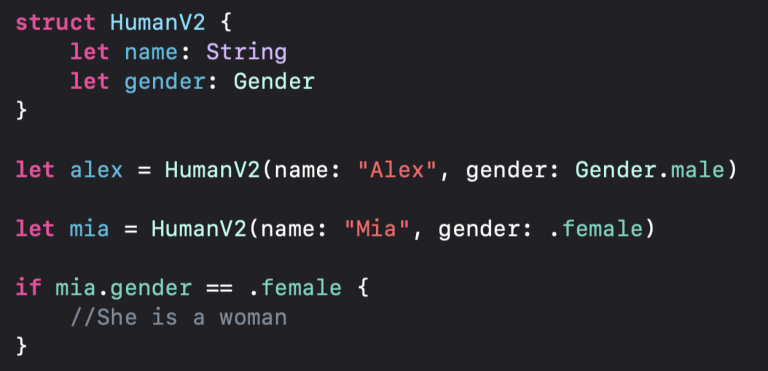 struct HumanV2 {
    let name: String
    let gender: Gender
}
let alex = HumanV2(name: "Alex", gender: Gender.male)
let mia = HumanV2(name: "Mia", gender: .female)
if mia.gender == .female {
    //She is a woman
}